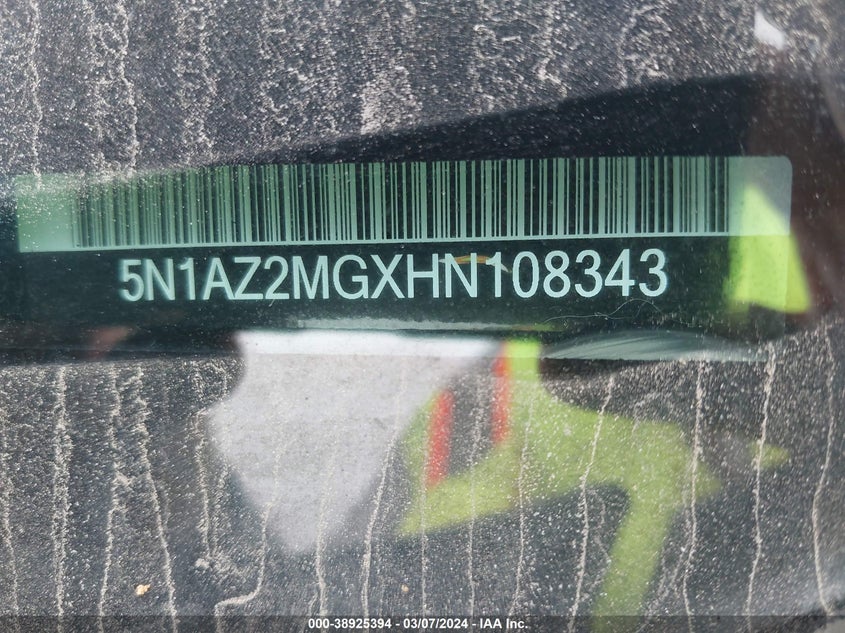 5N1AZ2MGXHN108343
000-38925394 — 03/07/2024 — IAA Inc.